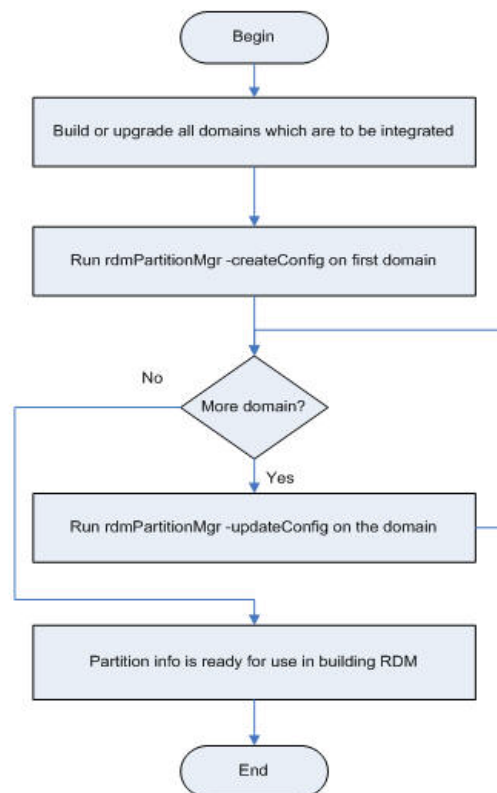 Begin
Build or upgrade all domains which are to be integrated
Run rdmPartitionMgr -createConfig on first domain
No
More domain?
Yes
Run rdmPartitionMgr -updateConfig on the domain
Partition info is ready for use in building RDM
End